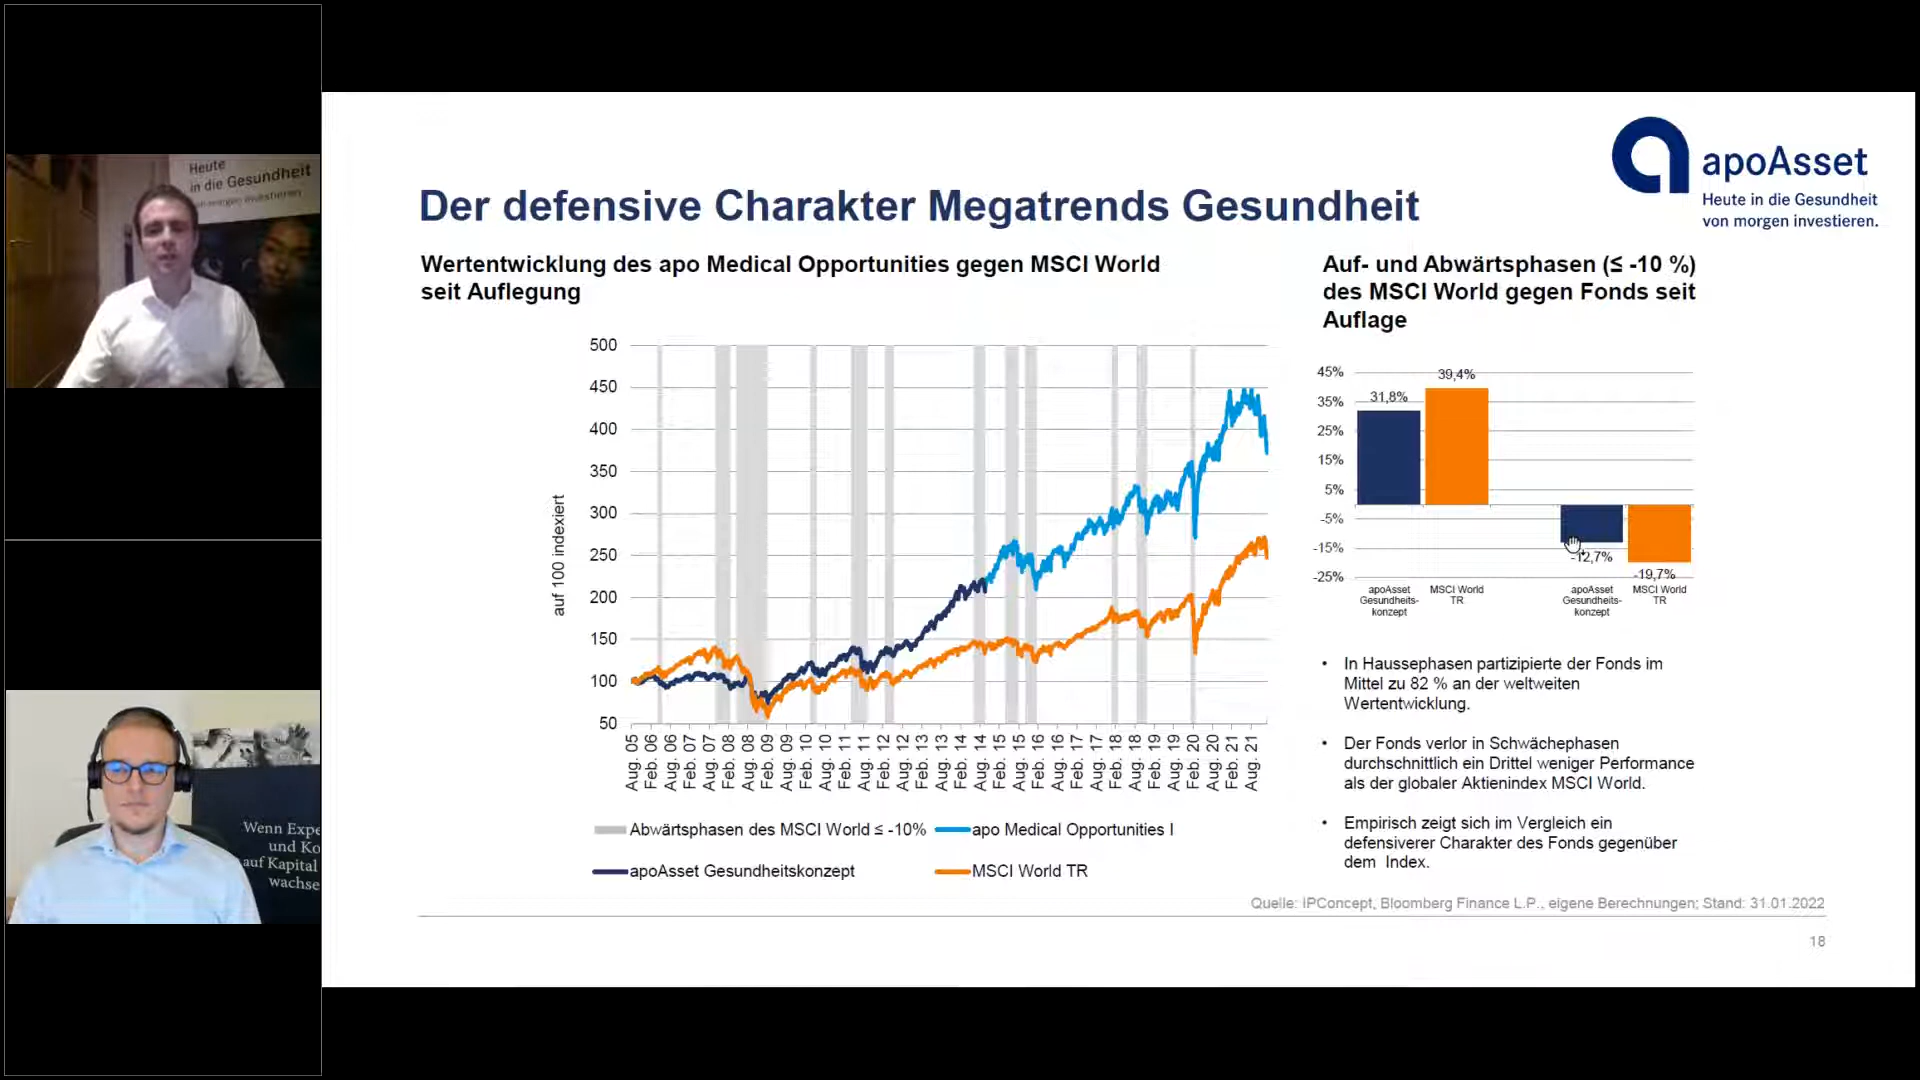 Heute
in die Gesundheit
von morgen investieren
Wenn Expe
und Ko
auf Kapital
wachse
apoAsset
Heute in die Gesundheit
von morgen investieren.
Der defensive Charakter Megatrends Gesundheit
Wertentwicklung des apo Medical Opportunities gegen MSCI World
seit Auflegung
auf 100 indexiert
500
450
400
350
300
250
200
150
100
50
Aug. 05
Feb. 06
Aug. 06
Feb. 07
Aug. 07
Feb. 08
Aug. 08
Feb. 09
Aug. 09
Feb. 10
Aug. 10
Feb. 11
Aug. 11
Feb. 12
Aug. 12
Feb. 13
Aug. 13
Feb. 14
Aug. 14
Feb. 15
Aug. 15
Feb. 16
Aug. 16
Feb. 17
Aug. 17
Feb. 18
Aug. 18
Feb. 19
Aug. 19
Feb. 20
Aug. 20
Feb. 21
Aug. 21
Abwärtsphasen des MSCI World ≤ -10%
apo Medical Opportunities I
apoAsset Gesundheitskonzept
MSCI World TR
Auf- und Abwärtsphasen (≤ -10 %)
des MSCI World gegen Fonds seit
Auflage
45%
35%
25%
15%
5%
-5%
-15%
-25%
31,8%
39,4%
-12,7%
-19,7%
apoAsset
Gesundheits-
konzept
MSCI World
TR
apoAsset
Gesundheits-
konzept
MSCI World
TR
• In Haussephasen partizipierte der Fonds im
Mittel zu 82 % an der weltweiten
Wertentwicklung.
• Der Fonds verlor in Schwächephasen
durchschnittlich ein Drittel weniger Performance
als der globaler Aktienindex MSCI World.
• Empirisch zeigt sich im Vergleich ein
defensiverer Charakter des Fonds gegenüber
dem Index.
Quelle: IPConcept, Bloomberg Finance L.P., eigene Berechnungen; Stand: 31.01.2022
18